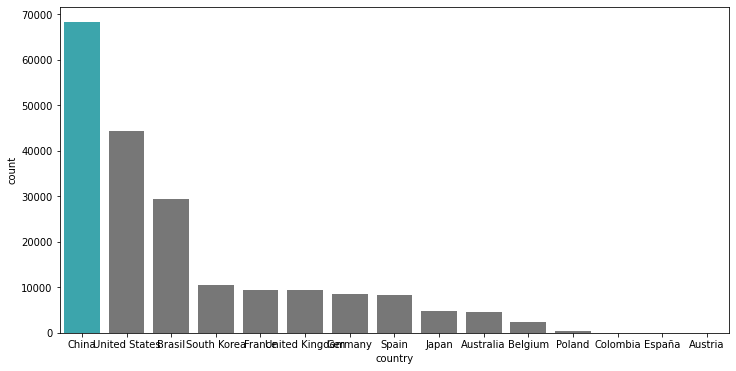 70000
60000
50000
40000
30000
20000
10000
0
count
China United States Brasil South Korea France United Kingdom Germany Spain Japan Australia Belgium Poland Colombia España Austria
country